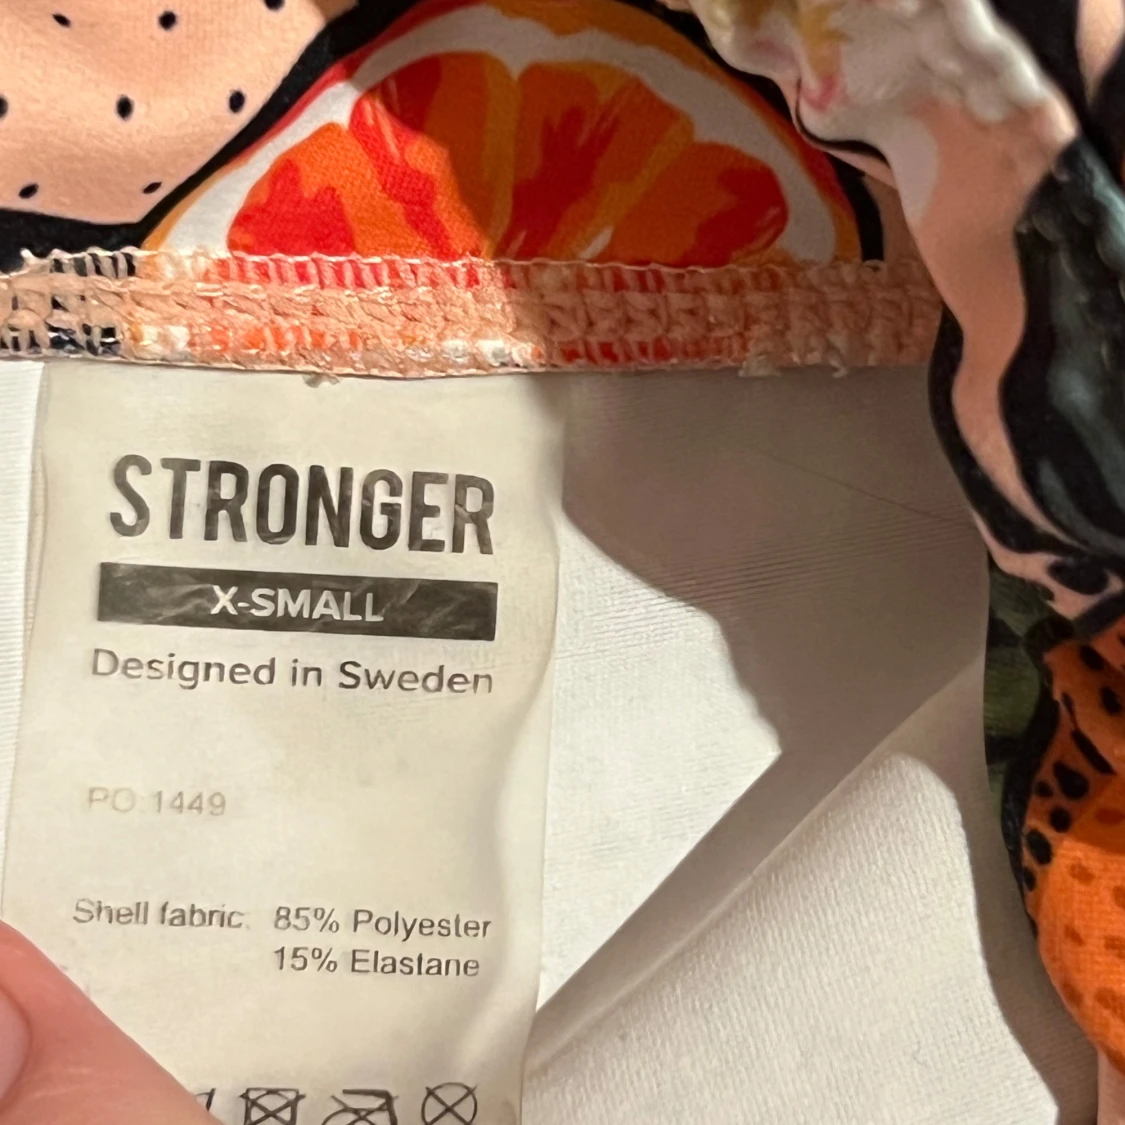 STRONGER
X-SMALL
Designed in Sweden
PO:1449
Shell fabric: 85% Polyester
15% Elastane